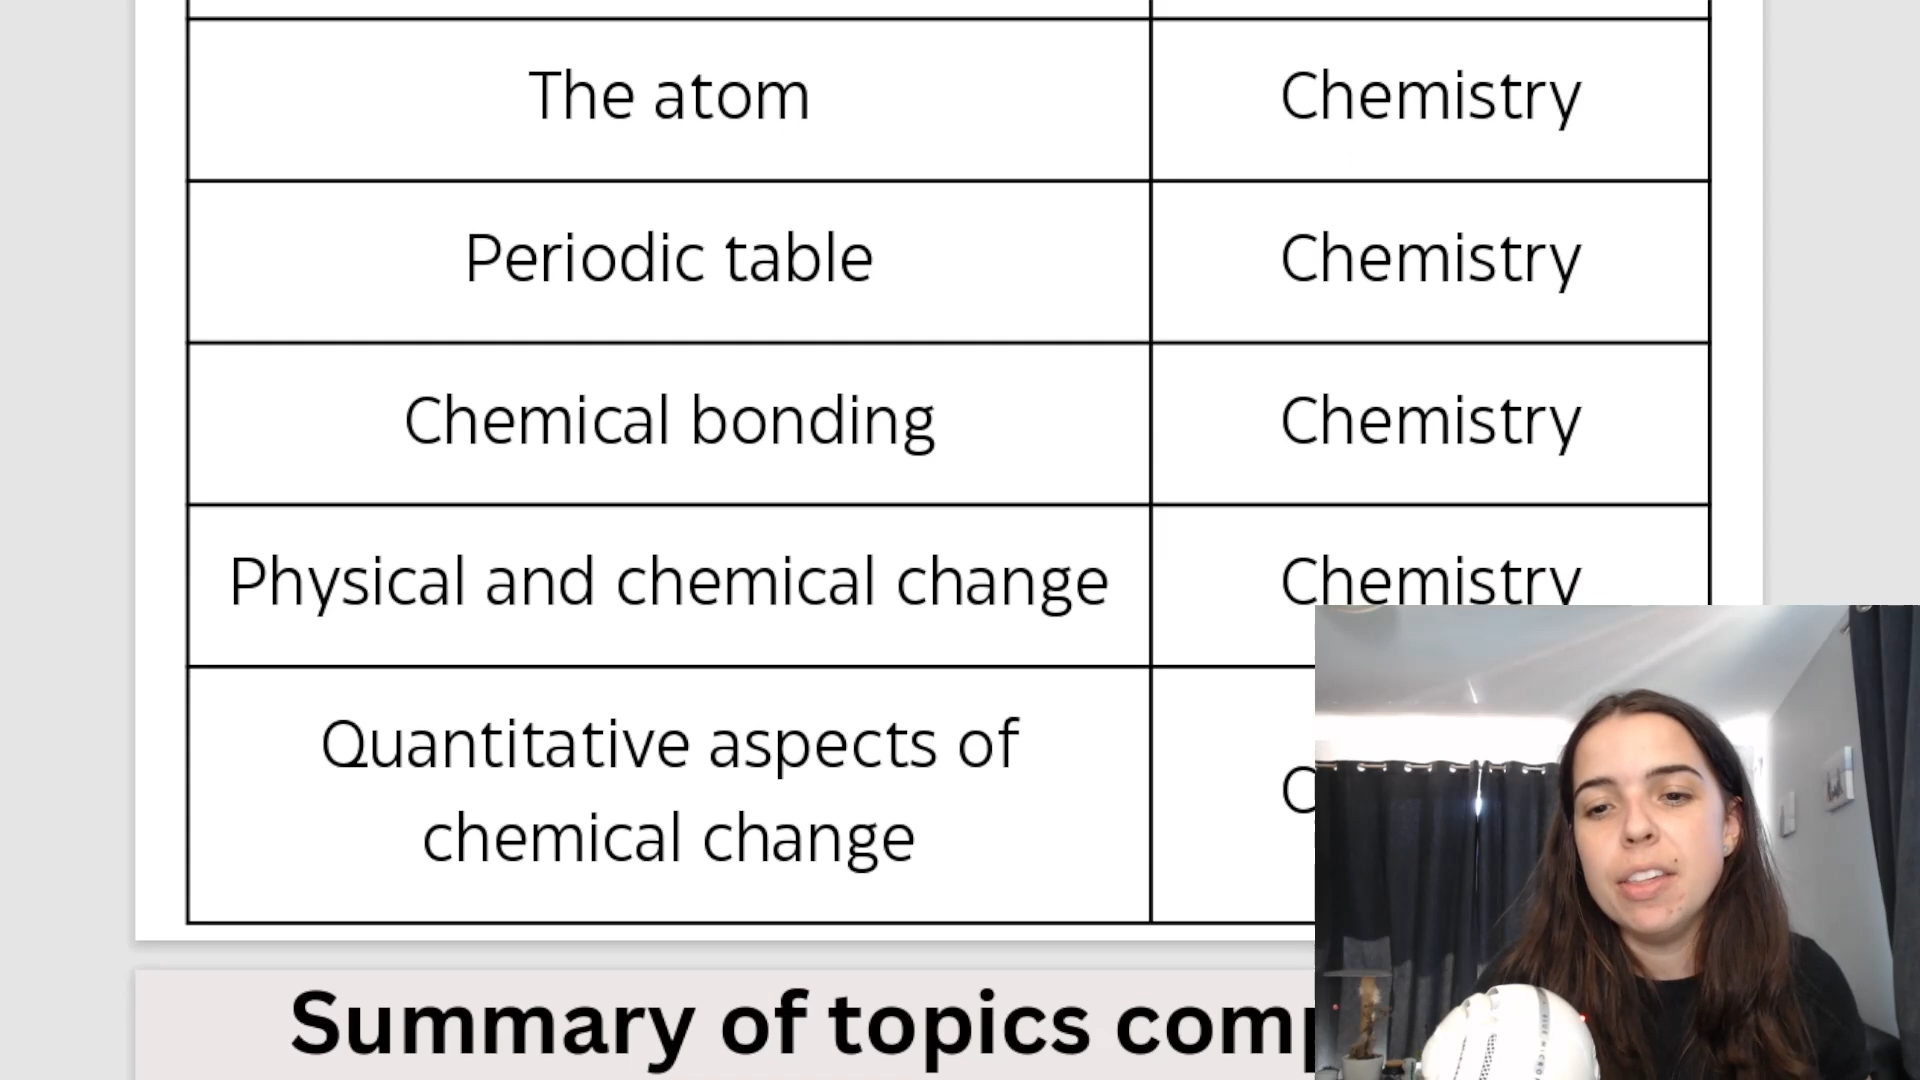 The atom Chemistry
Periodic table Chemistry
Chemical bonding Chemistry
Physical and chemical change Chemistry
Quantitative aspects of
chemical change
Summary of topics